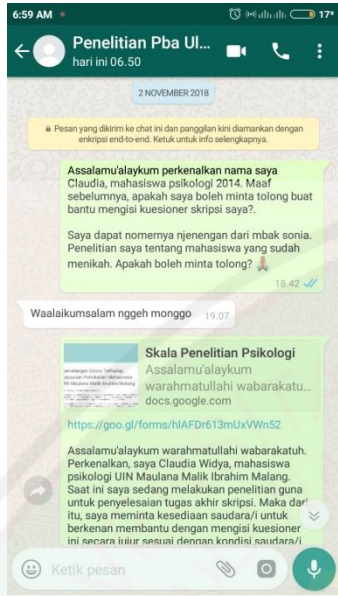 6:59 AM
17*
Penelitian Pba Ul...
hari ini 06.50
2 NOVEMBER 2018
Pesan yang dikirim ke chat ini dan panggilan kini diamankan dengan
enkripsi end-to-end. Ketuk untuk info selengkapnya.
Assalamu'alaykum perkenalkan nama saya
Claudia, mahasiswa psikologi 2014. Maaf
sebelumnya, apakah saya boleh minta tolong buat
bantu mengisi kuesioner skripsi saya?.
Saya dapat nomernya njenengan dari mbak sonia.
Penelitian saya tentang mahasiswa yang sudah
menikah. Apakah boleh minta tolong? 🙏
18.42
Waalaikumsalam nggeh monggo 19.07
Skala Penelitian Psikologi
Assalamu'alaykum
warahmatullahi wabarakatu...
docs.google.com
https://goo.gl/forms/hlAFDr613mUxVWn52
Assalamu'alaykum warahmatullahi wabarakatuh.
Perkenalkan, saya Claudia Widya, mahasiswa
psikologi UIN Maulana Malik Ibrahim Malang.
Saat ini saya sedang melakukan penelitian guna
untuk penyelesaian tugas akhir skripsi. Maka dari
itu, saya meminta kesediaan saudara/i untuk
berkenan membantu dengan mengisi kuesioner
ini secara jujur sesuai dengan kondisi saudara/i
Ketik pesan